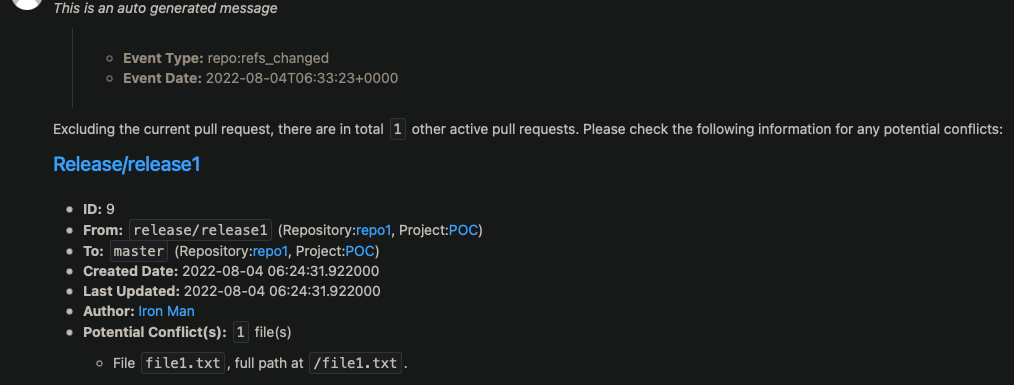 This is an auto generated message
Event Type: repo:refs_changed
Event Date: 2022-08-04T06:33:23+0000
Excluding the current pull request, there are in total 1 other active pull requests. Please check the following information for any potential conflicts:
Release/release1
ID: 9
From: release/release1 (Repository:repo1, Project:POC)
To: master (Repository:repo1, Project:POC)
Created Date: 2022-08-04 06:24:31.922000
Last Updated: 2022-08-04 06:24:31.922000
Author: Iron Man
Potential Conflict(s): 1 file(s)
File file1.txt, full path at /file1.txt.